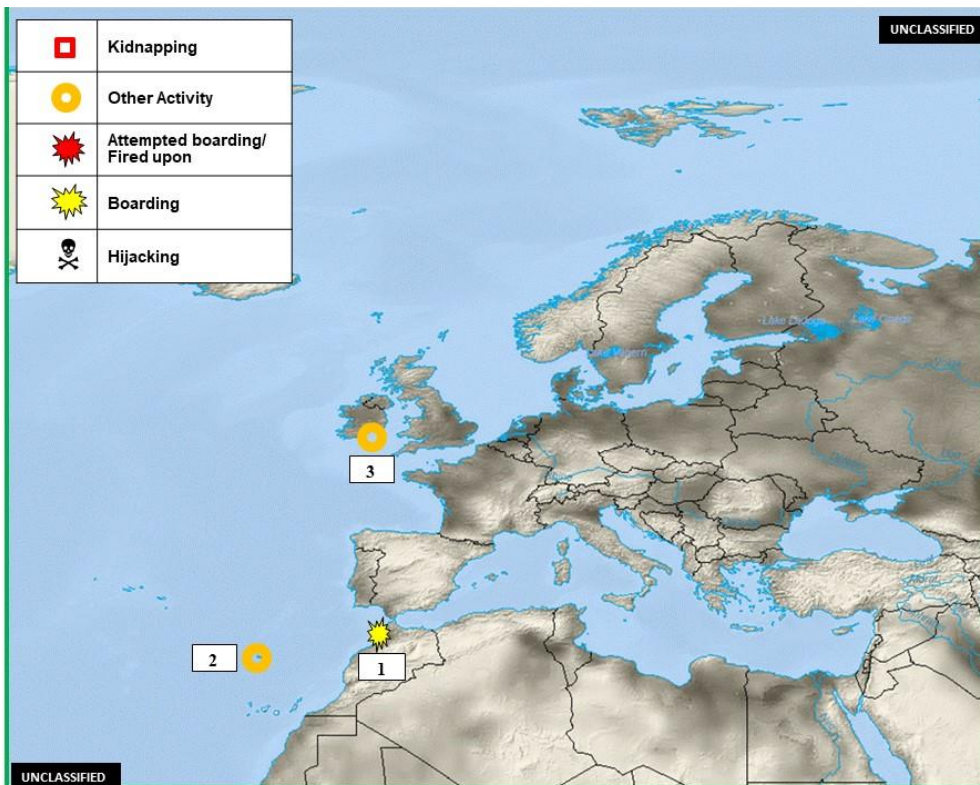 UNCLASSIFIED
Kidnapping
Other Activity
Attempted boarding/
Fired upon
Boarding
Hijacking
3
2
1
UNCLASSIFIED